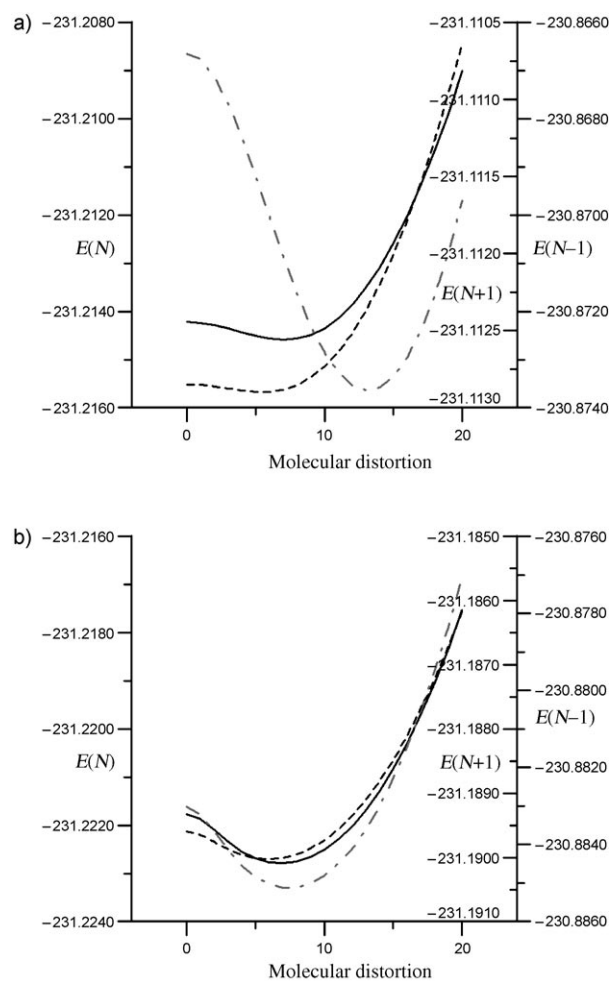 a)
−231.2080
−231.2100
−231.2120
E(N)
−231.2140
−231.2160
−231.1105
−231.1110
−231.1115
−231.1120
E(N+1)
−231.1125
−231.1130
−230.8660
−230.8680
−230.8700
E(N−1)
−230.8720
−230.8740
0 10 20
Molecular distortion
b)
−231.2160
−231.2180
−231.2200
E(N)
−231.2220
−231.2240
−231.1850
−231.1860
−231.1870
−231.1880
E(N+1)
−231.1890
−231.1900
−231.1910
−230.8760
−230.8780
−230.8800
E(N−1)
−230.8820
−230.8840
−230.8860
0 10 20
Molecular distortion